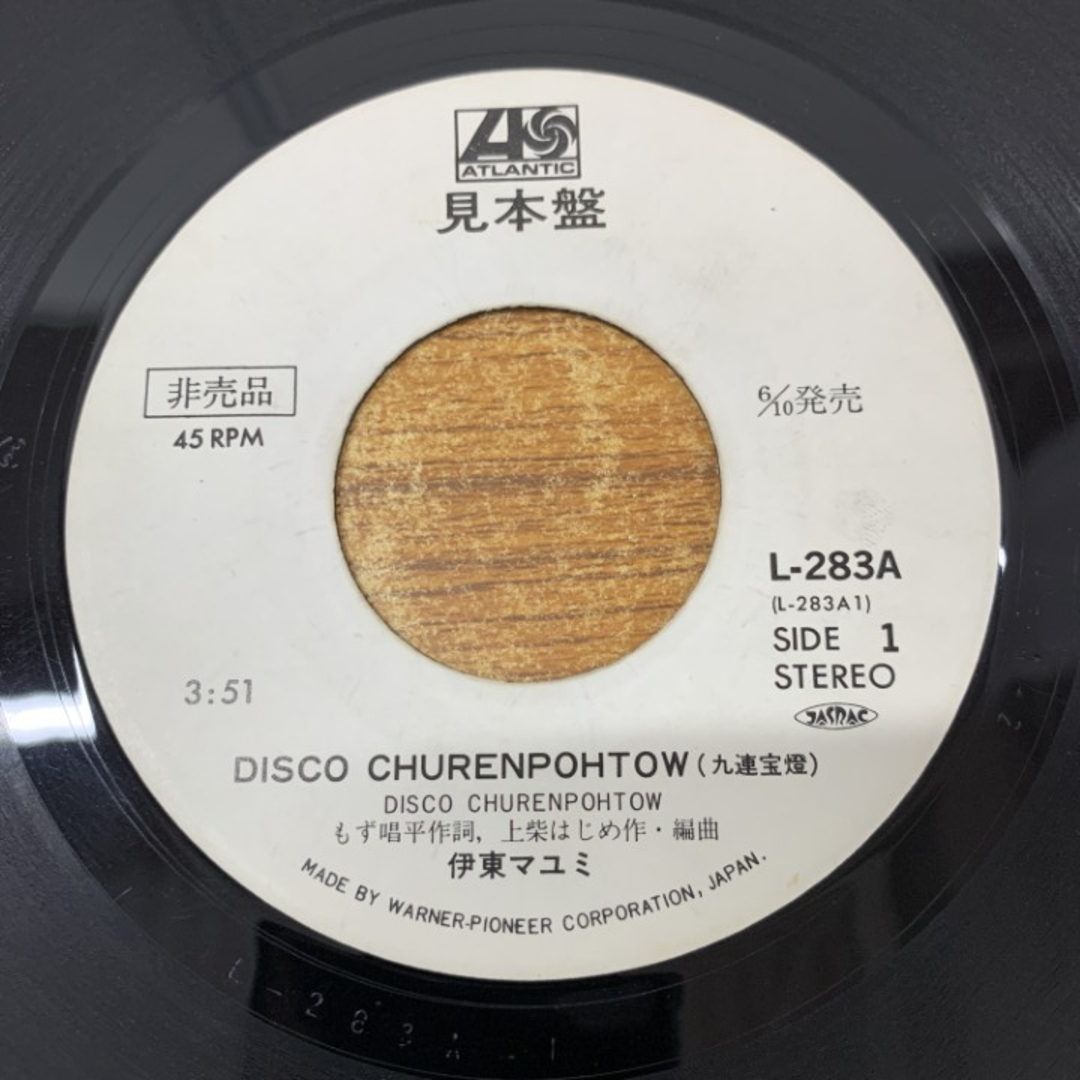 ATLANTIC
見本盤
非売品
45 RPM
6/10発売
L-283A
(L-283A1)
SIDE 1
STEREO
JASRAC
3:51
DISCO CHURENPOHTOW(九連宝燈)
DISCO CHURENPOHTOW
もず唱平作詞, 上柴はじめ作・編曲
伊東マユミ
MADE BY WARNER-PIONEER CORPORATION, JAPAN.
L-283A-1